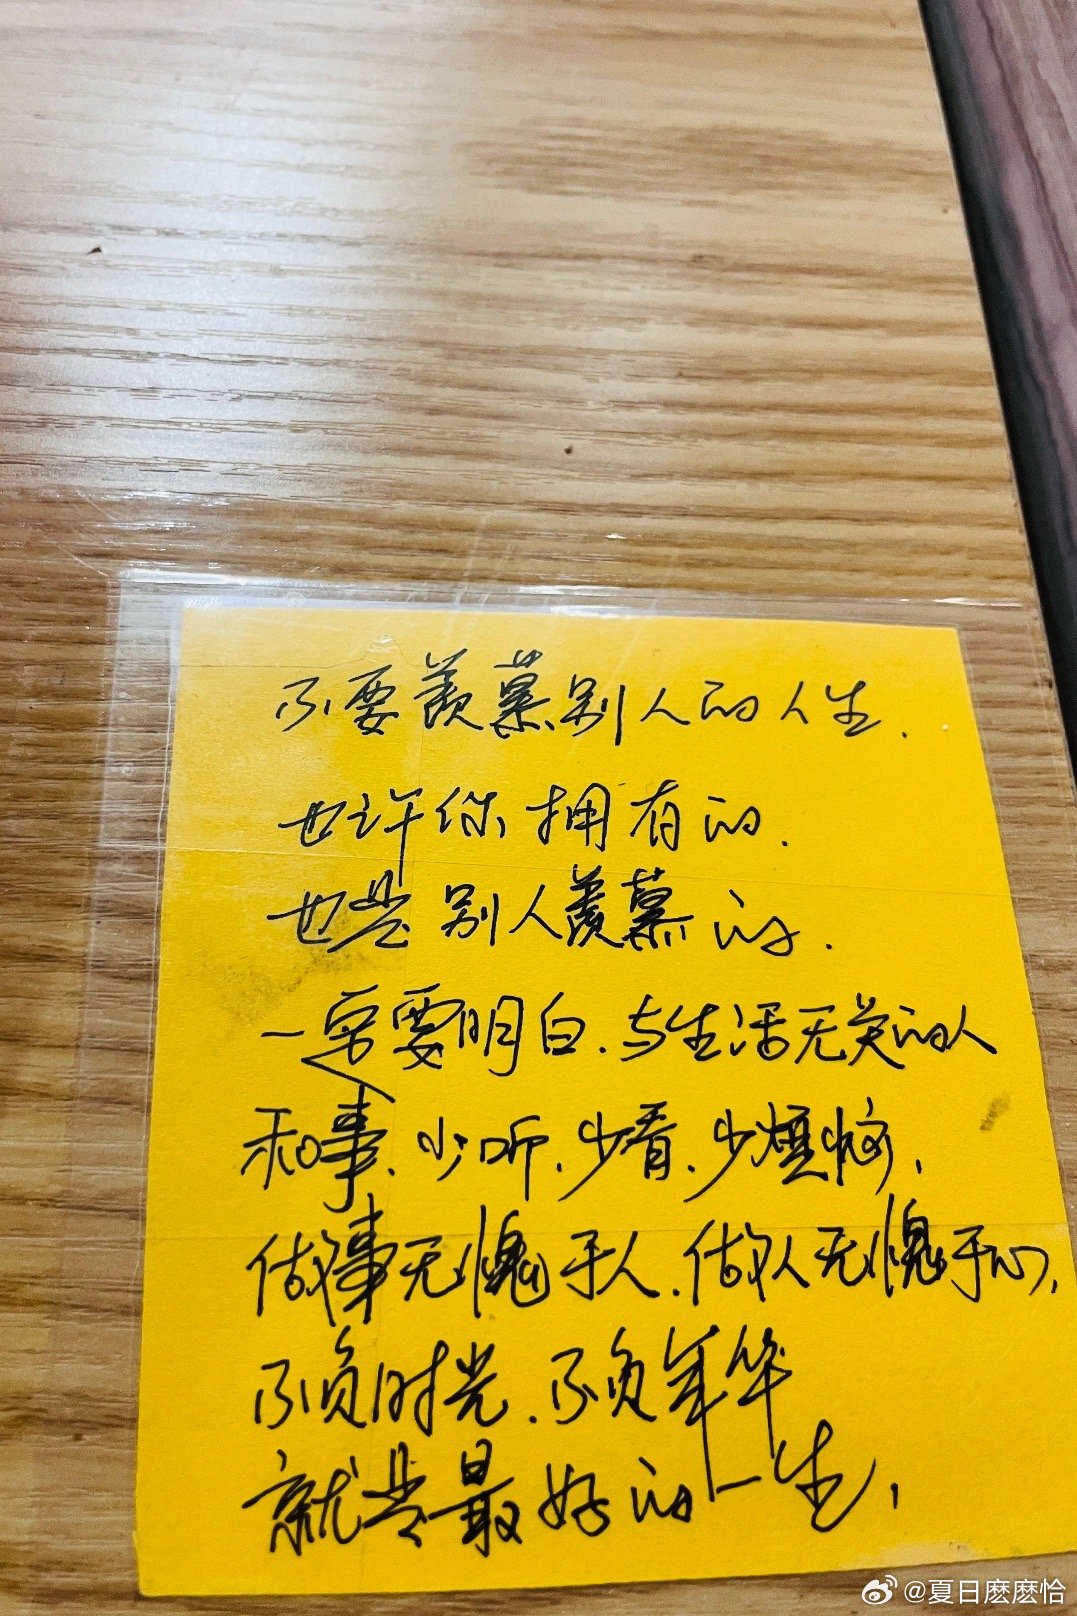 不要羡慕别人的人生.
也许你拥有的.
也是别人羡慕的.
一定要明白.与生活无关的人
和事、少听、少看、少烦恼,
做事无愧于人、做人无愧于心,
不负时光、不负年华
就是最好的一生,
@夏日麽麽恰